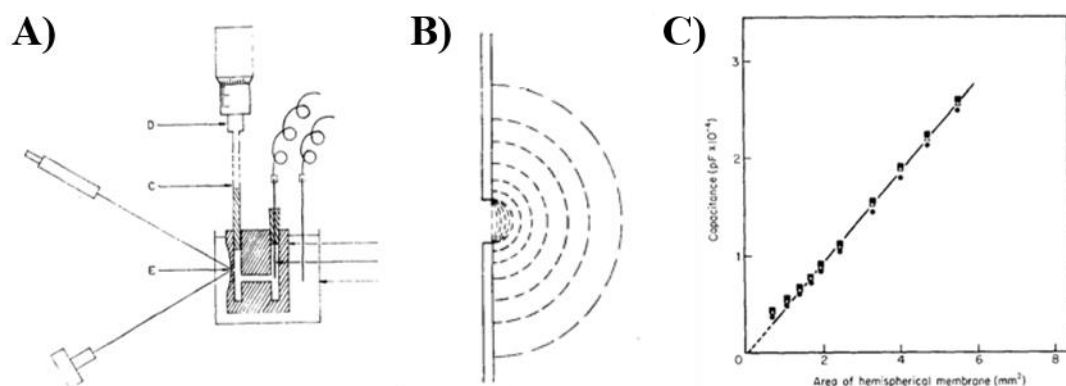 A)
D
C
E
B)
C)
Capacitance (pF × 10⁻⁴)
3
2
1
0
2
4
6
8
Area of hemispherical membrane (mm²)